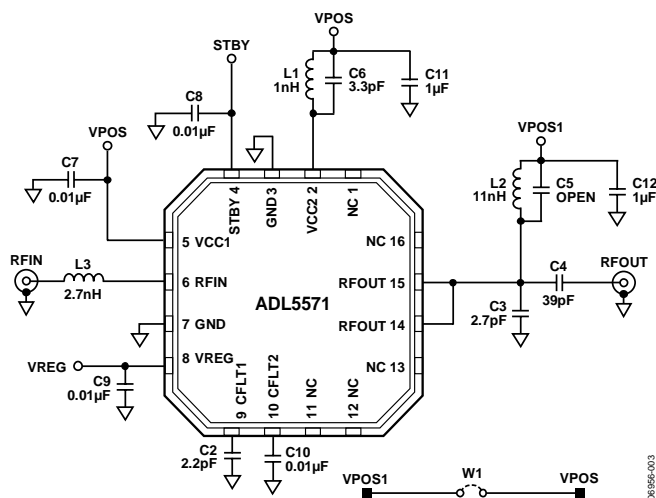 VPOS
STBY
L1
1nH
C6
3.3pF
C11
1µF
C8
0.01µF
VPOS
C7
0.01µF
VPOS1
L2
11nH
C5
OPEN
C12
1µF
STBY 4
GND 3
VCC2 2
NC 1
5 VCC1
NC 16
RFIN
L3
2.7nH
6 RFIN
RFOUT 15
C4
39pF
RFOUT
ADL5571
7 GND
RFOUT 14
C3
2.7pF
VREG
8 VREG
NC 13
C9
0.01µF
9 CFLT1
10 CFLT2
11 NC
12 NC
C2
2.2pF
C10
0.01µF
VPOS1
W1
VPOS
06956-003